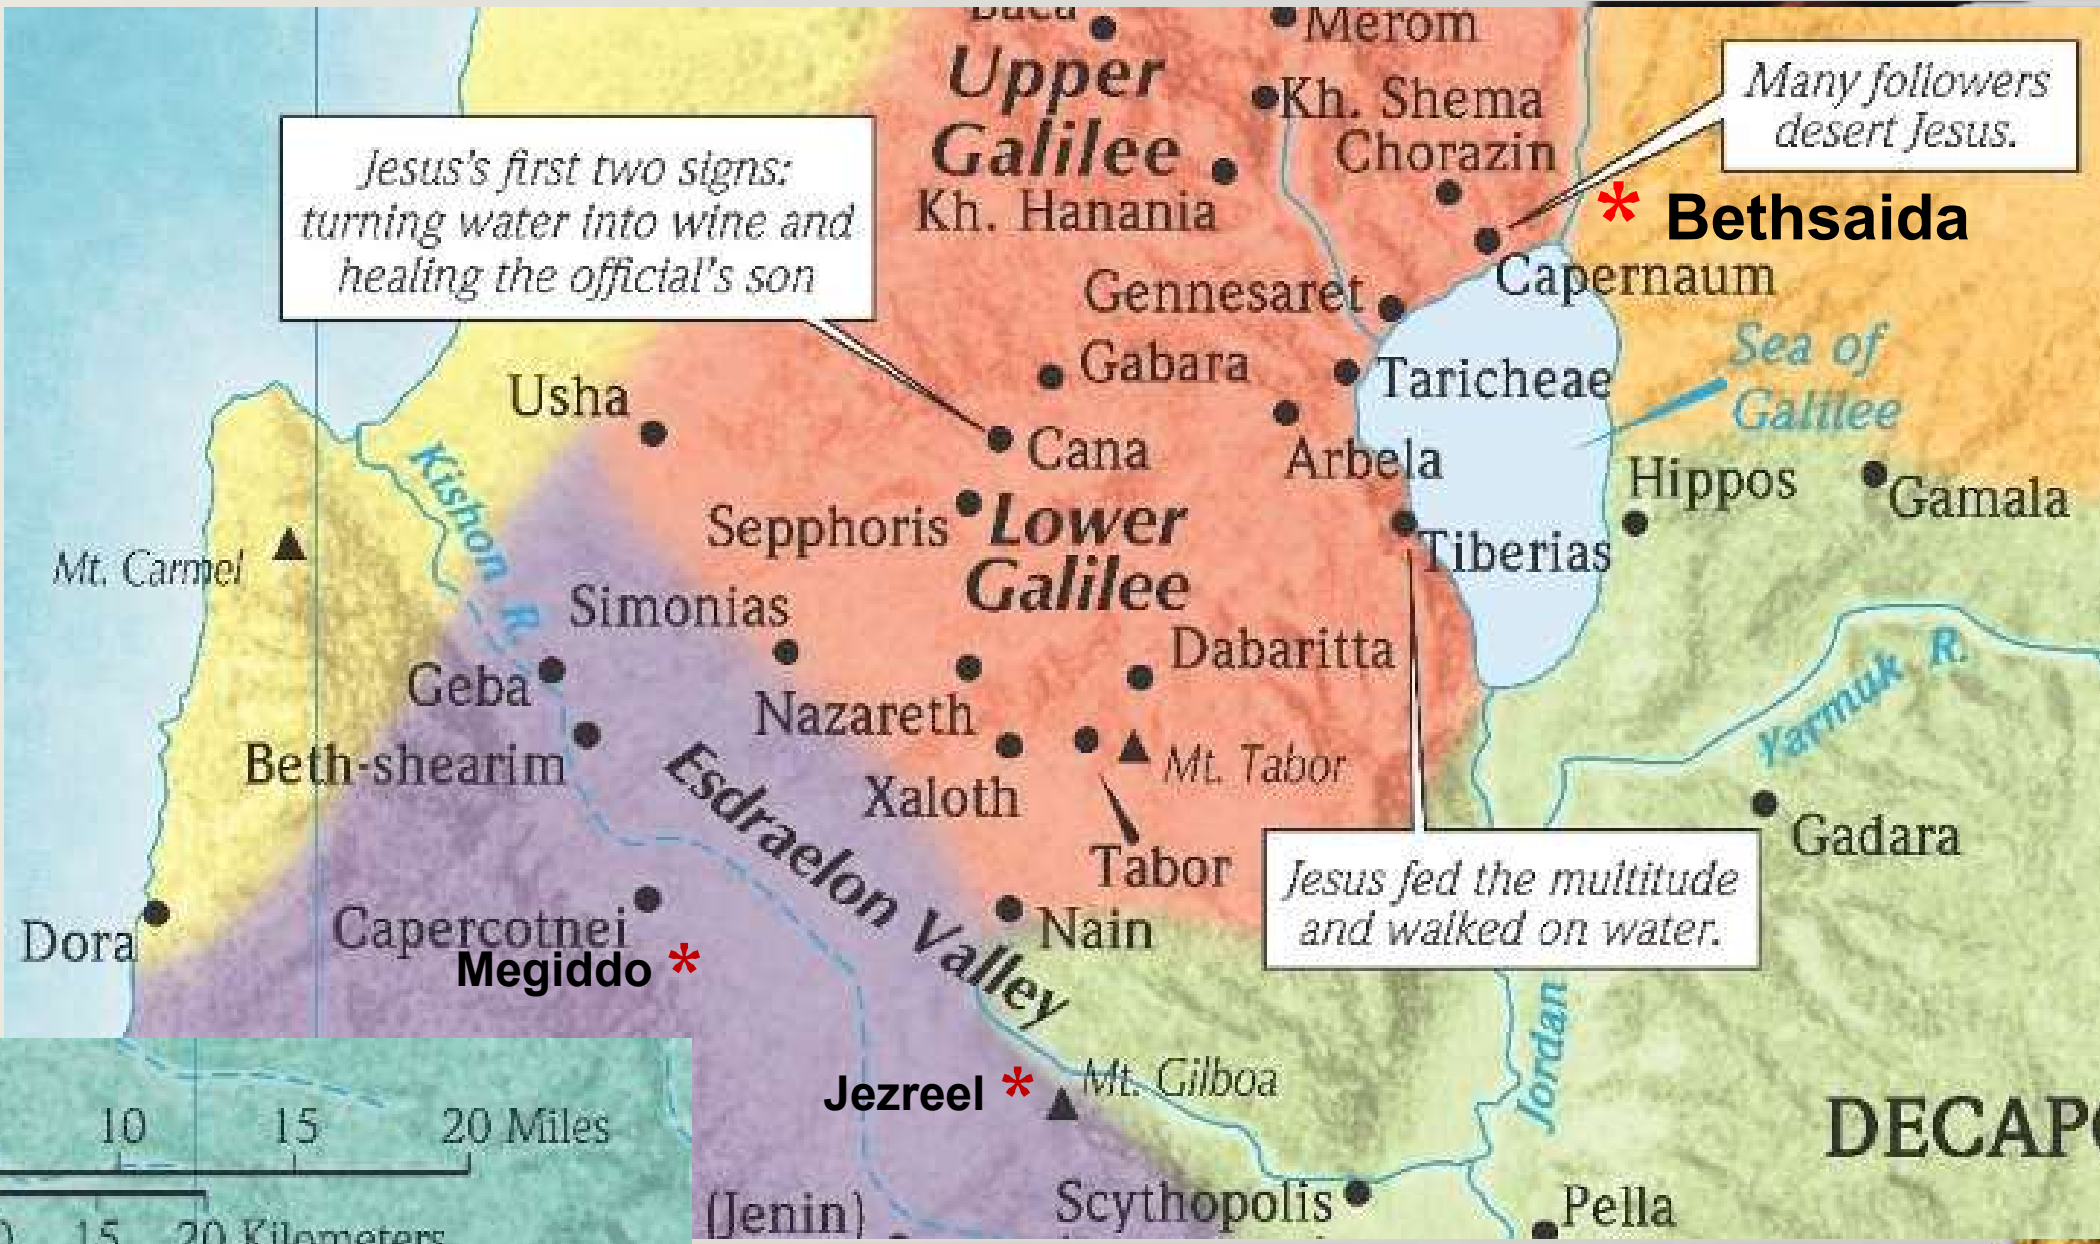 Baca
Merom
Upper
Galilee
Kh. Shema
Chorazin
Many followers
desert Jesus.
Jesus's first two signs:
turning water into wine and
healing the official's son
Kh. Hanania
* Bethsaida
Capernaum
Gennesaret
Sea of
Galilee
Gabara
Taricheae
Usha
Cana
Arbela
Kishon R.
Hippos
Gamala
Sepphoris
Lower
Galilee
Tiberias
Mt. Carmel
Simonias
Dabaritta
Yarmuk R.
Geba
Nazareth
Beth-shearim
Esdraelon Valley
Mt. Tabor
Xaloth
Tabor
Gadara
Jesus fed the multitude
and walked on water.
Dora
Capercotnei
Nain
Megiddo *
Jordan
Jezreel *
Mt. Gilboa
DECAPO
10 15 20 Miles
(Jenin)
Scythopolis
Pella
0 15 20 Kilometers